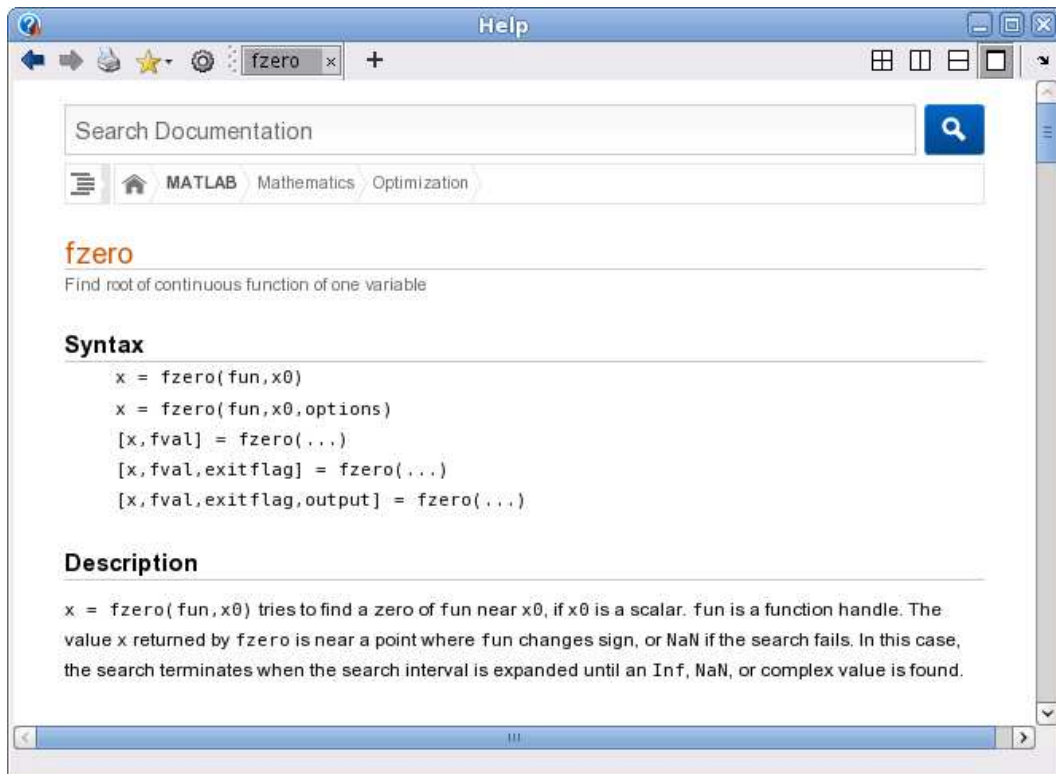 Help
fzero
Search Documentation
MATLAB Mathematics Optimization
fzero
Find root of continuous function of one variable
Syntax
x = fzero(fun,x0)
x = fzero(fun,x0,options)
[x,fval] = fzero(...)
[x,fval,exitflag] = fzero(...)
[x,fval,exitflag,output] = fzero(...)
Description
x = fzero(fun,x0) tries to find a zero of fun near x0, if x0 is a scalar. fun is a function handle. The
value x returned by fzero is near a point where fun changes sign, or NaN if the search fails. In this case,
the search terminates when the search interval is expanded until an Inf, NaN, or complex value is found.